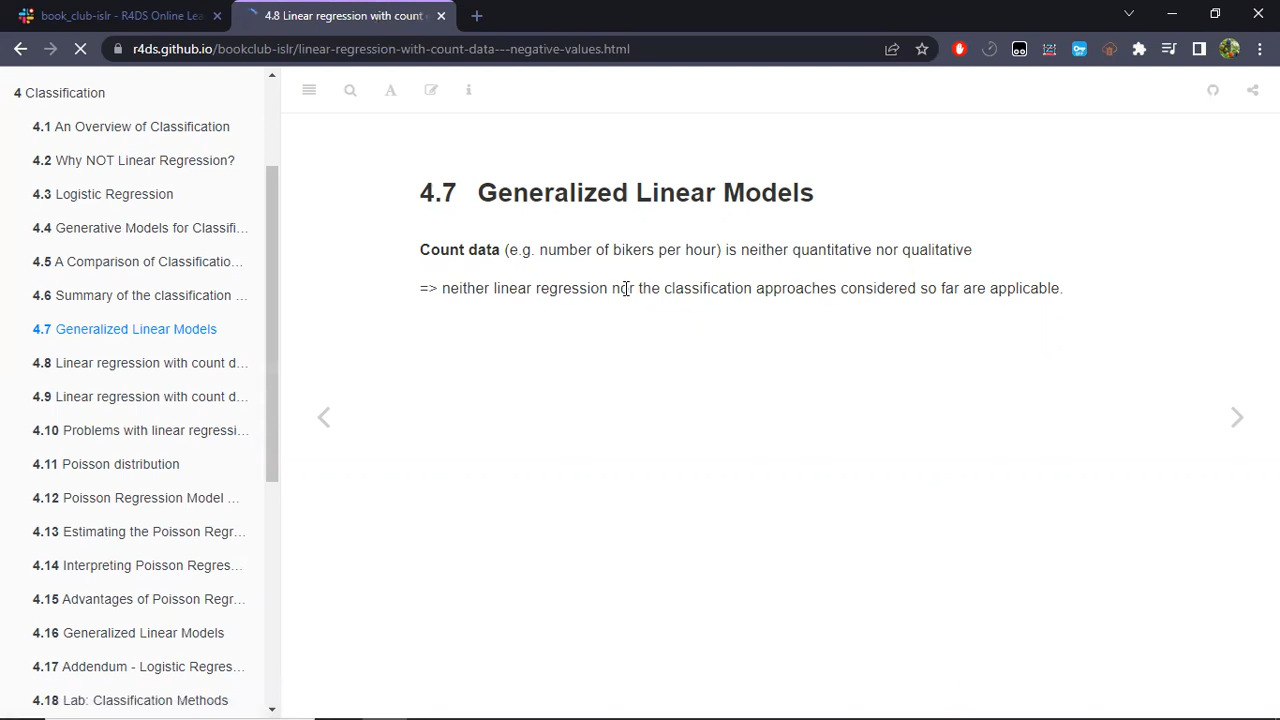 book_club-islr - R4DS Online Lea
4.8 Linear regression with count
r4ds.github.io/bookclub-islr/linear-regression-with-count-data---negative-values.html
4 Classification
4.1 An Overview of Classification
4.2 Why NOT Linear Regression?
4.3 Logistic Regression
4.4 Generative Models for Classifi...
4.5 A Comparison of Classificatio...
4.6 Summary of the classification ...
4.7 Generalized Linear Models
4.8 Linear regression with count d...
4.9 Linear regression with count d...
4.10 Problems with linear regressi...
4.11 Poisson distribution
4.12 Poisson Regression Model ...
4.13 Estimating the Poisson Regr...
4.14 Interpreting Poisson Regres...
4.15 Advantages of Poisson Regr...
4.16 Generalized Linear Models
4.17 Addendum - Logistic Regres...
4.18 Lab: Classification Methods
4.7 Generalized Linear Models
Count data (e.g. number of bikers per hour) is neither quantitative nor qualitative
=> neither linear regression nor the classification approaches considered so far are applicable.